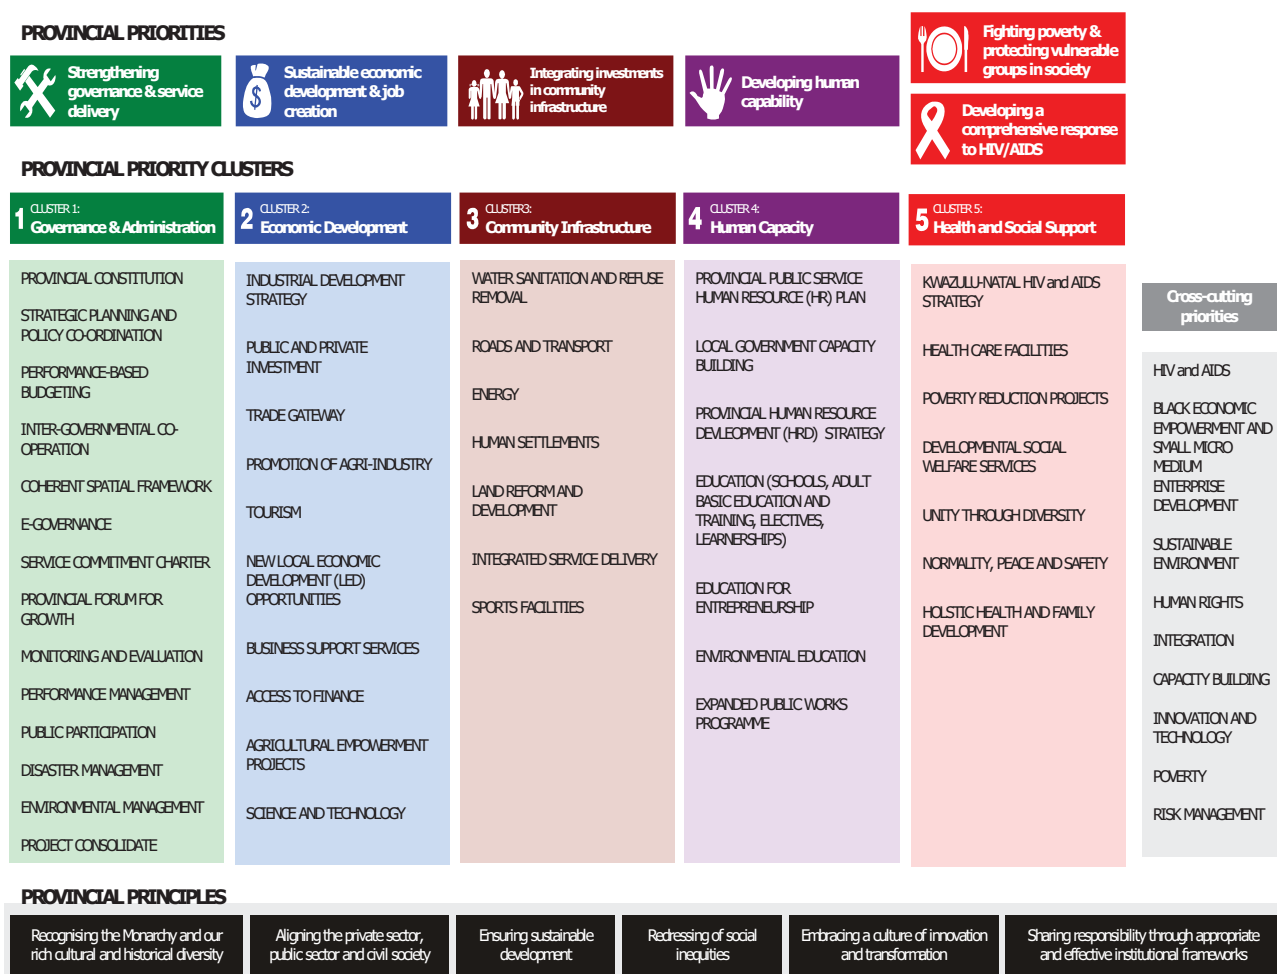 PROVINCIAL PRIORITIES
Strengthening
governance & service
delivery
$
Sustainable economic
development & job
creation
Integrating investments
in community
infrastructure
Developing human
capability
Fighting poverty &
protecting vulnerable
groups in society
Developing a
comprehensive response
to HIV/AIDS
PROVINCIAL PRIORITY CLUSTERS
1
CLUSTER 1:
Governance & Administration
2
CLUSTER 2:
Economic Development
3
CLUSTER3:
Community Infrastructure
4
CLUSTER 4:
Human Capacity
5
CLUSTER 5:
Health and Social Support
PROVINCIAL CONSTITUTION
STRATEGIC PLANNING AND
POLICY CO-ORDINATION
PERFORMANCE-BASED
BUDGETING
INTER-GOVERNMENTAL CO-
OPERATION
COHERENT SPATIAL FRAMEWORK
E-GOVERNANCE
SERVICE COMMITMENT CHARTER
PROVINCIAL FORUM FOR
GROWTH
MONITORING AND EVALUATION
PERFORMANCE MANAGEMENT
PUBLIC PARTICIPATION
DISASTER MANAGEMENT
ENVIRONMENTAL MANAGEMENT
PROJECT CONSOLIDATE
INDUSTRIAL DEVELOPMENT
STRATEGY
PUBLIC AND PRIVATE
INVESTMENT
TRADE GATEWAY
PROMOTION OF AGRI-INDUSTRY
TOURISM
NEW LOCAL ECONOMIC
DEVELOPMENT (LED)
OPPORTUNITIES
BUSINESS SUPPORT SERVICES
ACCESS TO FINANCE
AGRICULTURAL EMPOWERMENT
PROJECTS
SCIENCE AND TECHNOLOGY
WATER SANITATION AND REFUSE
REMOVAL
ROADS AND TRANSPORT
ENERGY
HUMAN SETTLEMENTS
LAND REFORM AND
DEVELOPMENT
INTEGRATED SERVICE DELIVERY
SPORTS FACILITIES
PROVINCIAL PUBLIC SERVICE
HUMAN RESOURCE (HR) PLAN
LOCAL GOVERNMENT CAPACITY
BUILDING
PROVINCIAL HUMAN RESOURCE
DEVLEOPMENT (HRD) STRATEGY
EDUCATION (SCHOOLS, ADULT
BASIC EDUCATION AND
TRAINING, ELECTIVES,
LEARNERSHIPS)
EDUCATION FOR
ENTREPRENEURSHIP
ENVIRONMENTAL EDUCATION
EXPANDED PUBLIC WORKS
PROGRAMME
KWAZULU-NATAL HIV and AIDS
STRATEGY
HEALTH CARE FACILITIES
POVERTY REDUCTION PROJECTS
DEVELOPMENTAL SOCIAL
WELFARE SERVICES
UNITY THROUGH DIVERSITY
NORMALITY, PEACE AND SAFETY
HOLSTIC HEALTH AND FAMILY
DEVELOPMENT
Cross-cutting
priorities
HIV and AIDS
BLACK ECONOMIC
EMPOWERMENT AND
SMALL MICRO
MEDIUM
ENTERPRISE
DEVELOPMENT
SUSTAINABLE
ENVIRONMENT
HUMAN RIGHTS
INTEGRATION
CAPACITY BUILDING
INNOVATION AND
TECHNOLOGY
POVERTY
RISK MANAGEMENT
PROVINCIAL PRINCIPLES
Recognising the Monarchy and our
rich cultural and historical diversity
Aligning the private sector,
public sector and civil society
Ensuring sustainable
development
Redressing of social
inequities
Embracing a culture of innovation
and transformation
Sharing responsibility through appropriate
and effective institutional frameworks